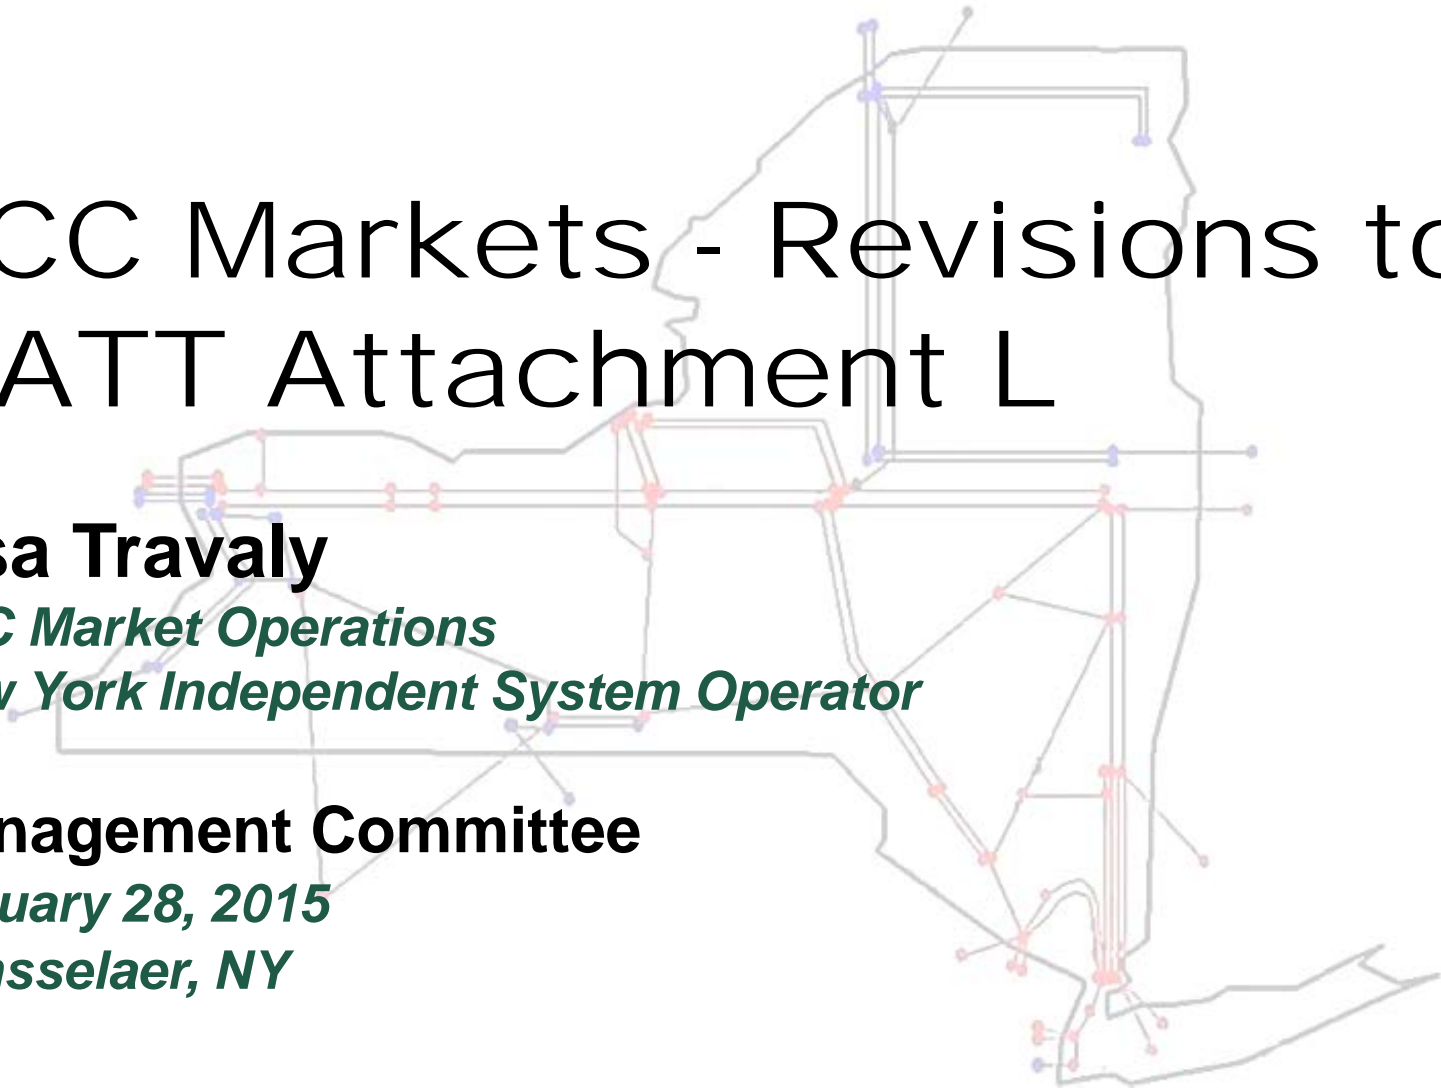 CC Markets - Revisions to
ATT Attachment L
sa Travaly
C Market Operations
w York Independent System Operator
nagement Committee
uary 28, 2015
nsselaer, NY